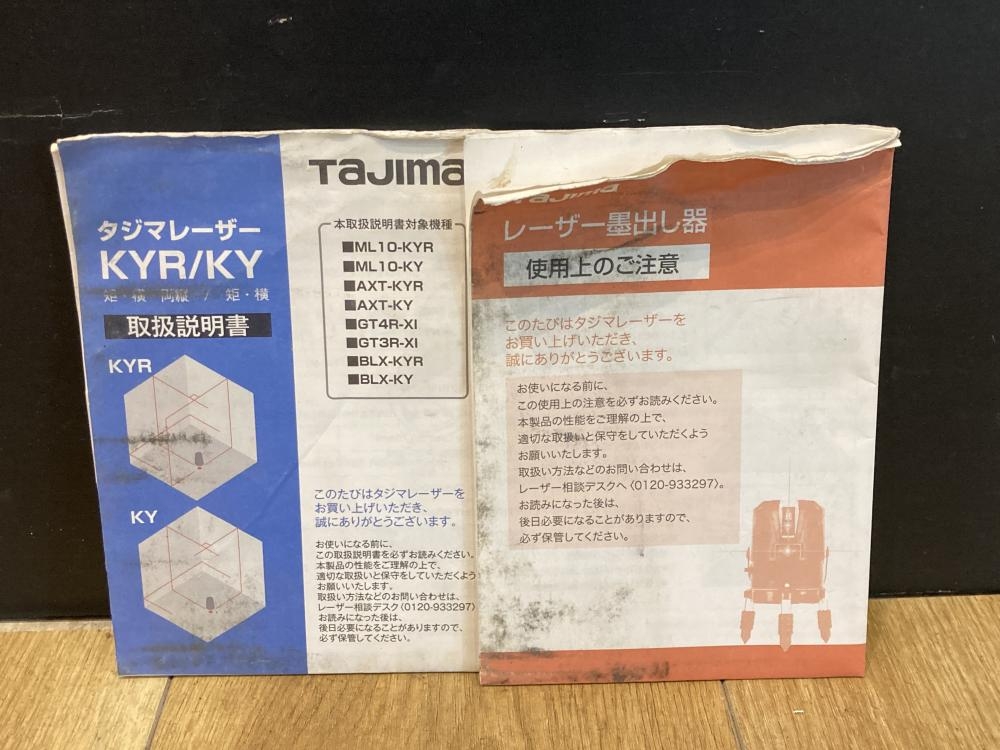 タジマレーザー
KYR/KY
矩・横 両縦 / 矩・横
取扱説明書
KYR
KY
TAJIMA
本取扱説明書対象機種
■ML10-KYR
■ML10-KY
■AXT-KYR
■AXT-KY
■GT4R-XI
■GT3R-XI
■BLX-KYR
■BLX-KY
このたびはタジマレーザーを
お買い上げいただき、
誠にありがとうございます。
お使いになる前に、
この取扱説明書を必ずお読みください。
本製品の性能をご理解の上で、
適切な取扱いと保守をしていただくよう
お願いいたします。
取扱い方法などのお問い合わせは、
レーザー相談デスク〈0120-933297〉
お読みになった後は、
後日必要になることがありますので、
必ず保管してください。
Tajima
レーザー墨出し器
使用上のご注意
このたびはタジマレーザーを
お買い上げいただき、
誠にありがとうございます。
お使いになる前に、
この使用上の注意を必ずお読みください。
本製品の性能をご理解の上で、
適切な取扱いと保守をしていただくよう
お願いいたします。
取扱い方法などのお問い合わせは、
レーザー相談デスクへ〈0120-933297〉。
お読みになった後は、
後日必要になることがありますので、
必ず保管してください。